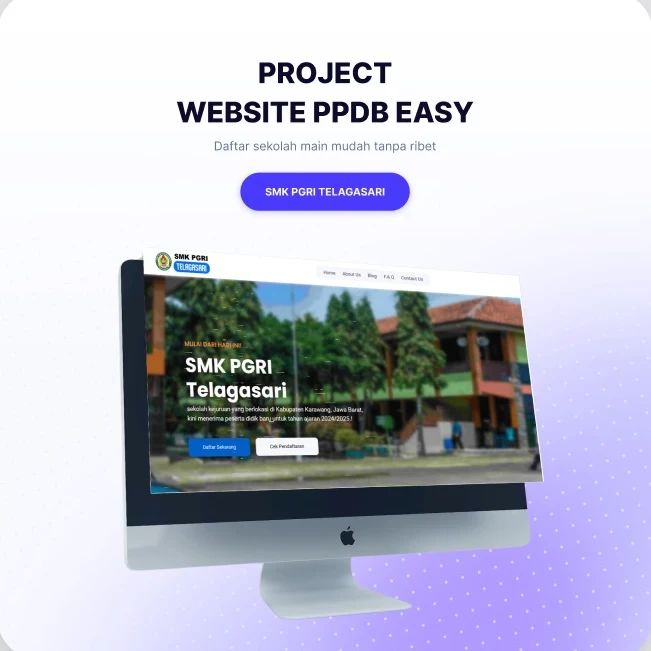 PROJECT
WEBSITE PPDB EASY
Daftar sekolah main mudah tanpa ribet
SMK PGRI TELAGASARI
SMK PGRI
TELAGASARI
Home About Us Blog F.A.Q Contact Us
MULAI DARI HARI INI!
SMK PGRI
Telagasari
sekolah kejuruan yang berlokasi di Kabupaten Karawang, Jawa Barat,
kini menerima peserta didik baru untuk tahun ajaran 2024/2025.!
Daftar Sekarang Cek Pendaftaran